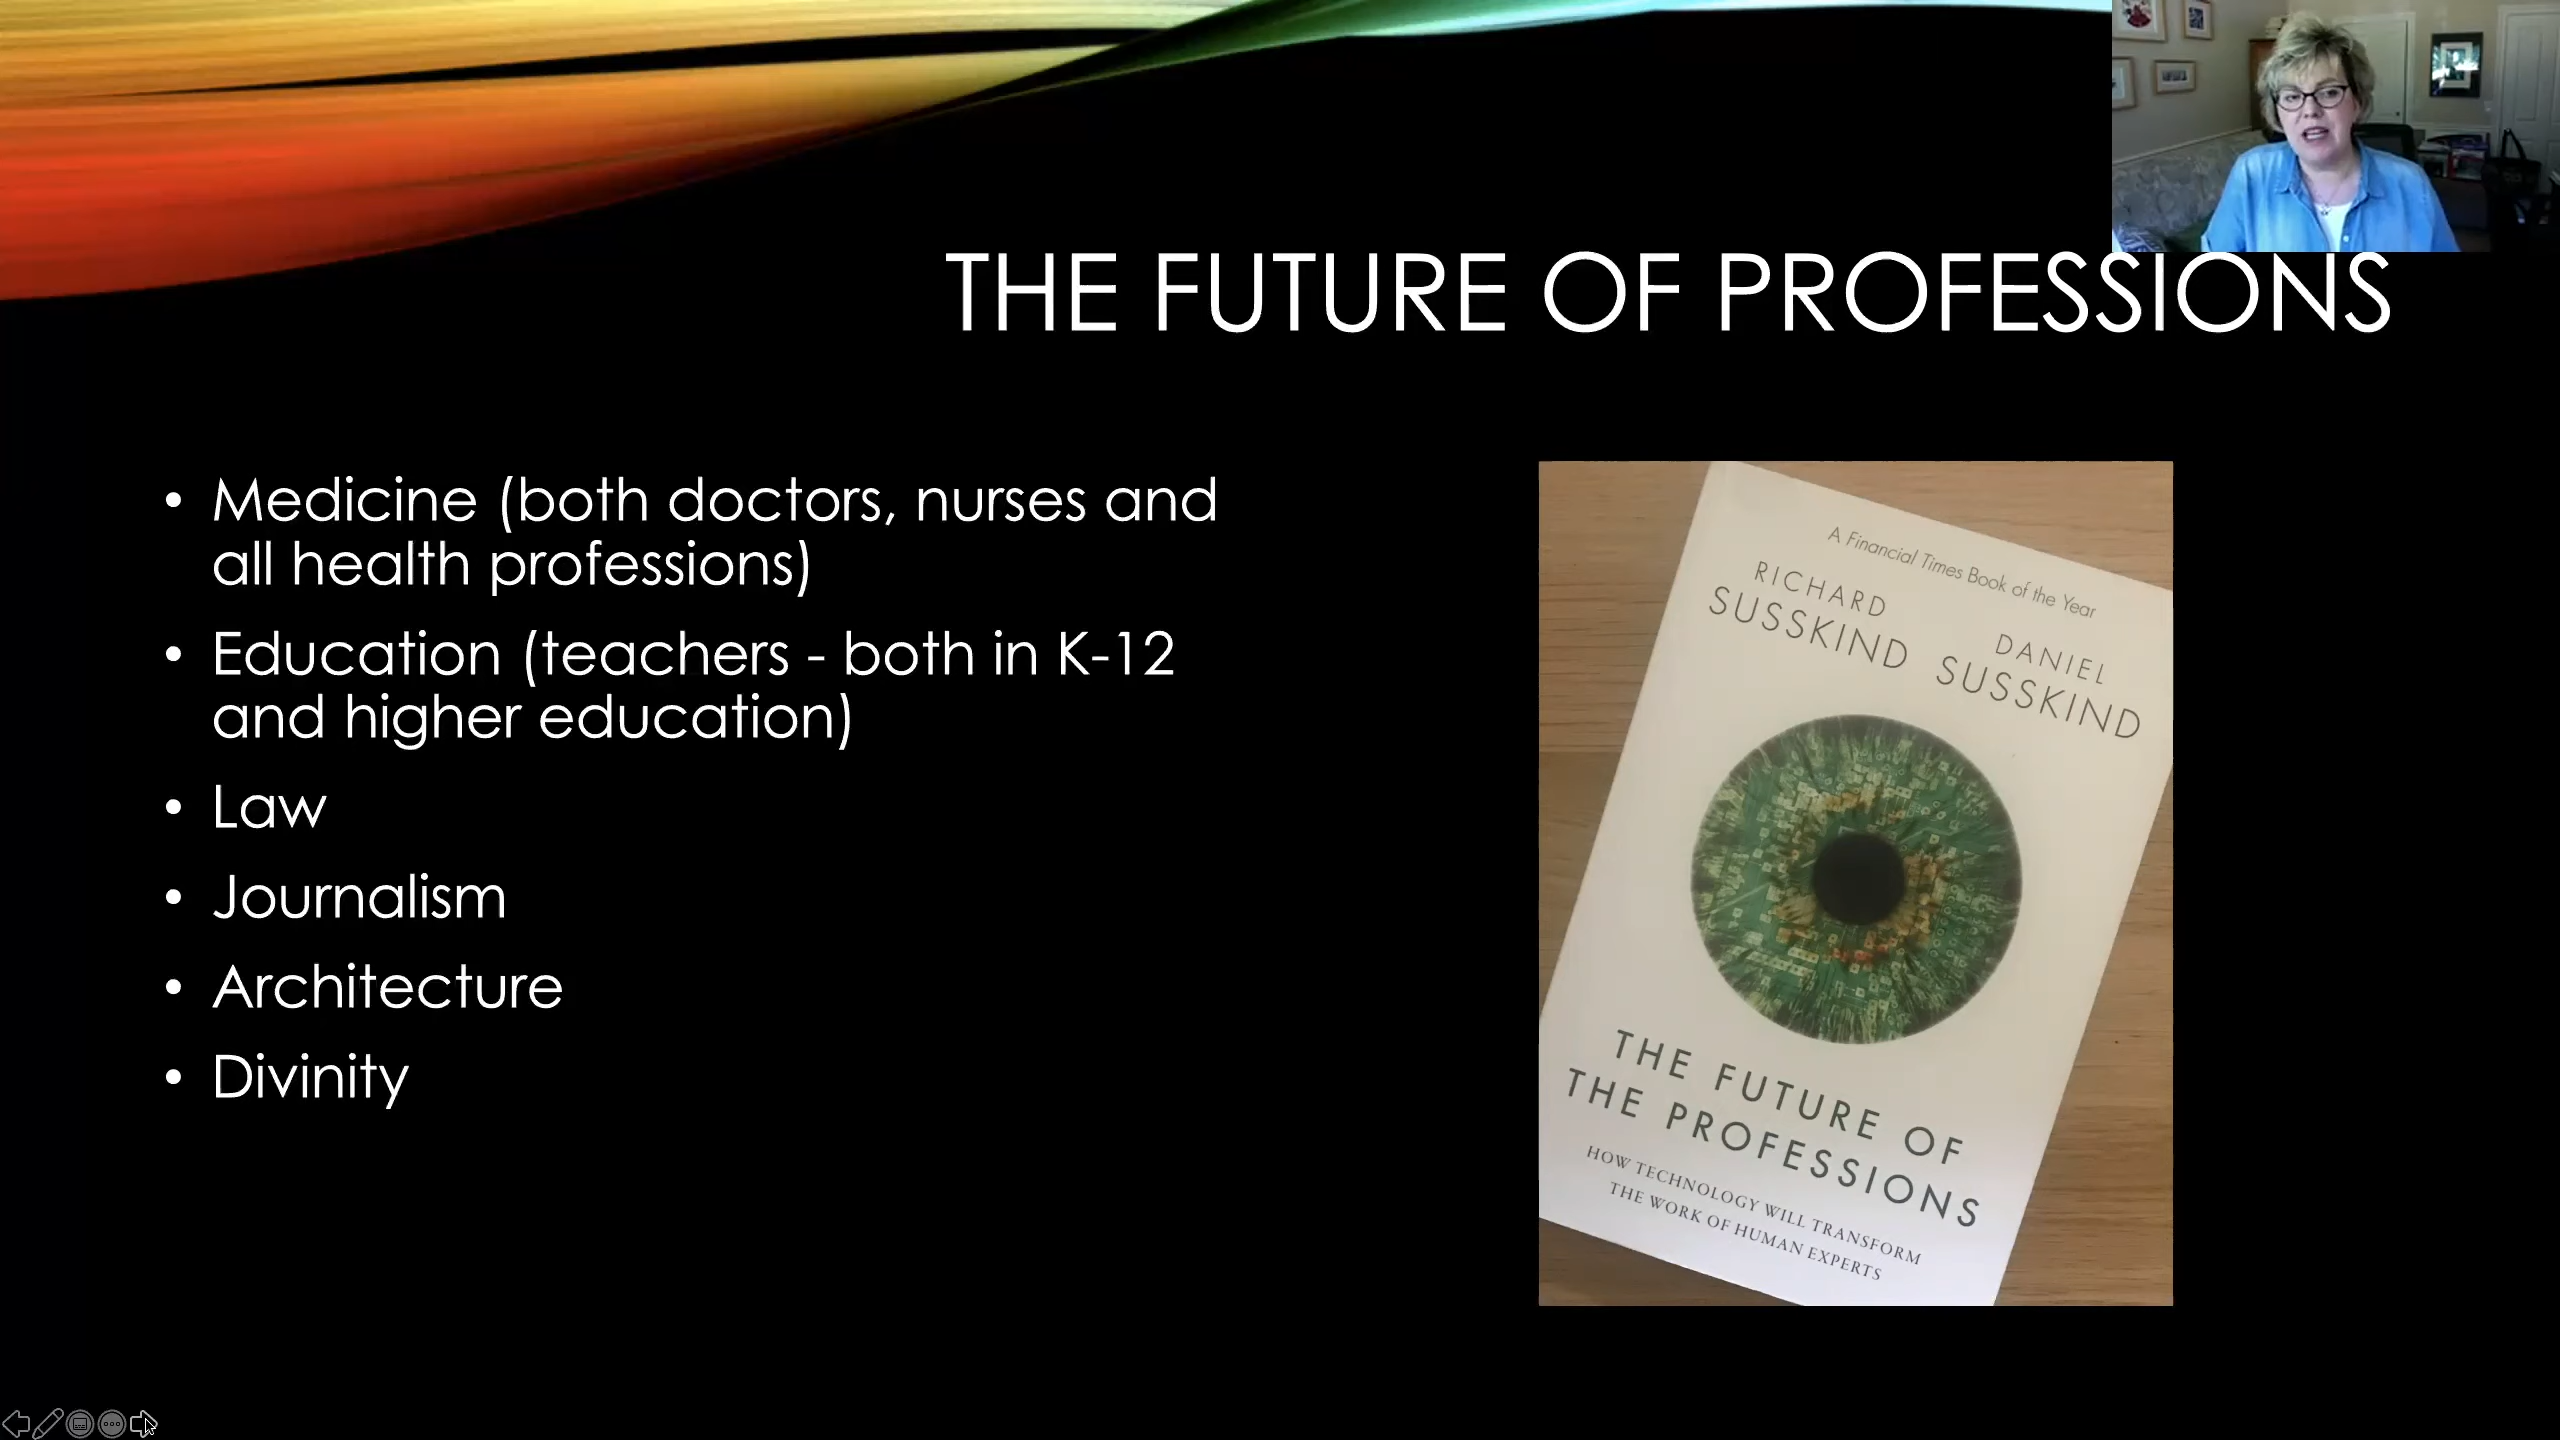 THE FUTURE OF PROFESSIONS
• Medicine (both doctors, nurses and
all health professions)
• Education (teachers - both in K-12
and higher education)
• Law
• Journalism
• Architecture
• Divinity
A Financial Times Book of the Year
RICHARD
SUSSKIND
DANIEL
SUSSKIND
THE FUTURE OF
THE PROFESSIONS
HOW TECHNOLOGY WILL TRANSFORM
THE WORK OF HUMAN EXPERTS